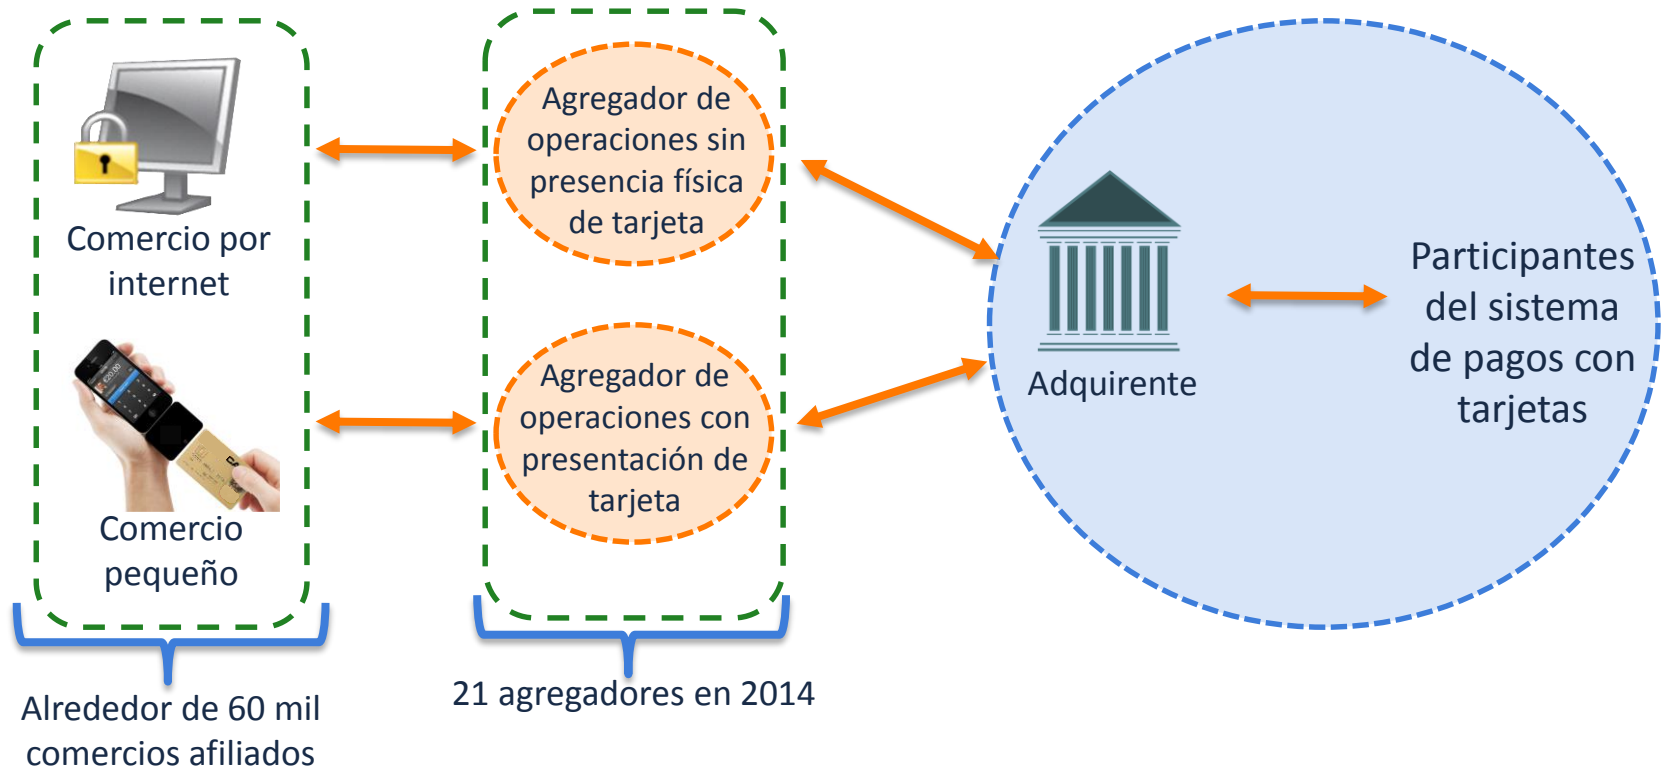 Comercio por
internet
Comercio
pequeño
Alrededor de 60 mil
comercios afiliados
Agregador de
operaciones sin
presencia física
de tarjeta
Agregador de
operaciones con
presentación de
tarjeta
21 agregadores en 2014
Adquirente
Participantes
del sistema
de pagos con
tarjetas